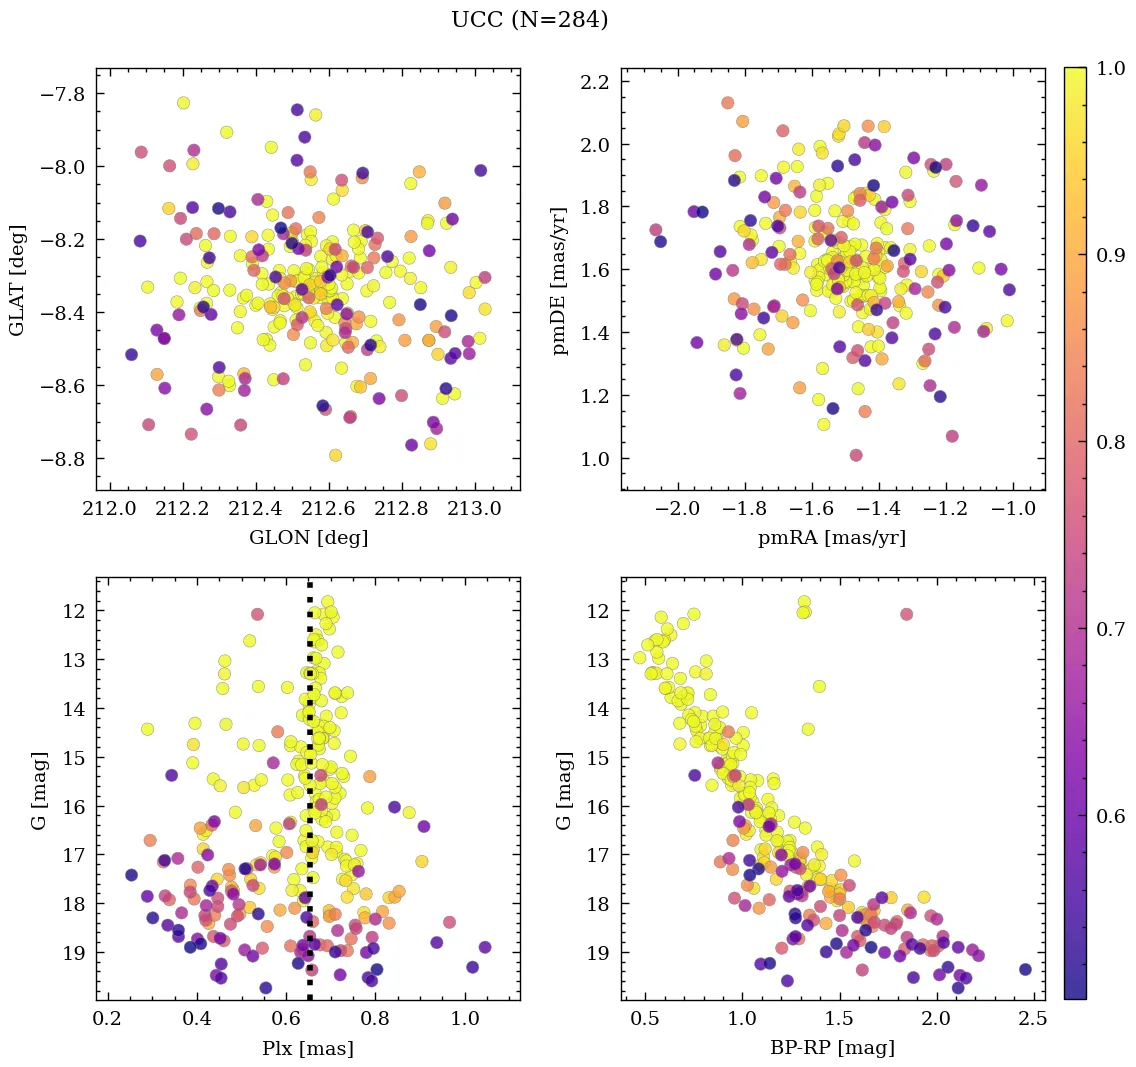 UCC (N=284)
−7.8
−8.0
−8.2
−8.4
−8.6
−8.8
GLAT [deg]
212.0 212.2 212.4 212.6 212.8 213.0
GLON [deg]
2.2
2.0
1.8
1.6
1.4
1.2
1.0
pmDE [mas/yr]
−2.0 −1.8 −1.6 −1.4 −1.2 −1.0
pmRA [mas/yr]
12
13
14
15
16
17
18
19
G [mag]
0.2 0.4 0.6 0.8 1.0
Plx [mas]
12
13
14
15
16
17
18
19
G [mag]
0.5 1.0 1.5 2.0 2.5
BP-RP [mag]
1.0
0.9
0.8
0.7
0.6